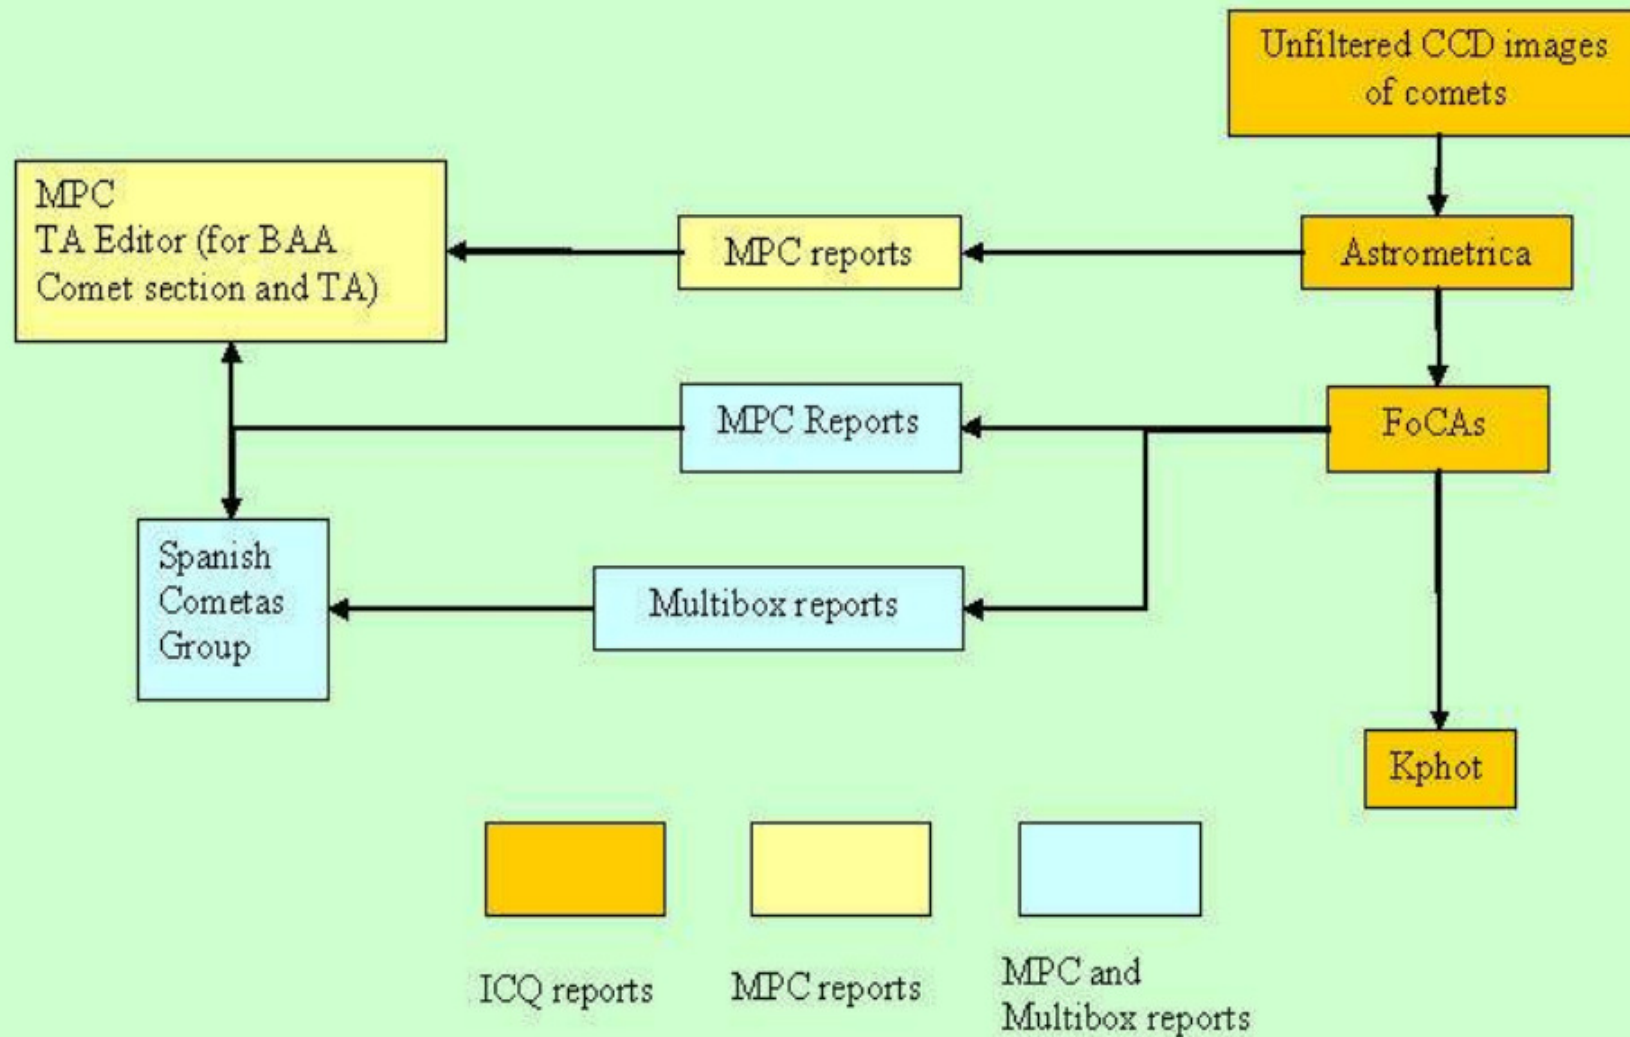 Unfiltered CCD images
of comets
MPC
TA Editor (for BAA
Comet section and TA)
MPC reports
Astrometrica
MPC Reports
FoCAs
Spanish
Cometas
Group
Multibox reports
Kphot
ICQ reports
MPC reports
MPC and
Multibox reports